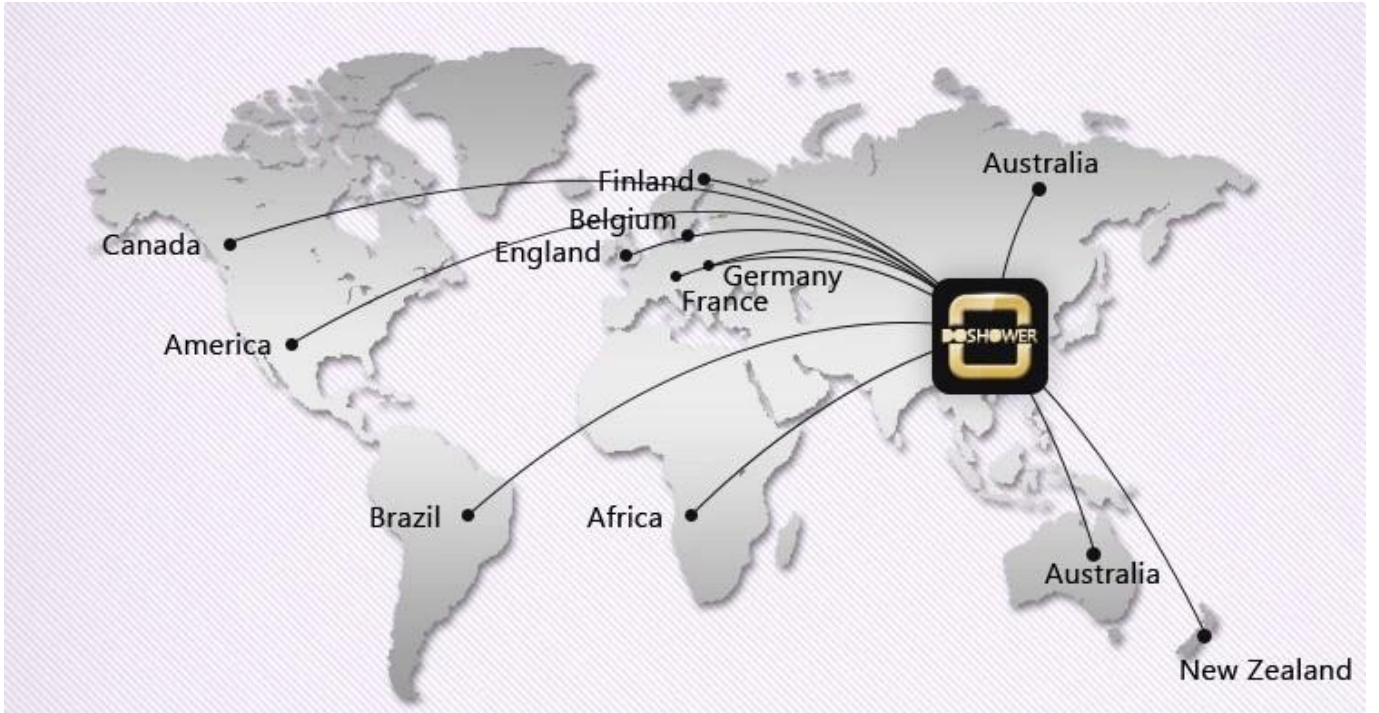 Australia
Finland
Belgium
Canada
England
Germany
France
DOSHOWER
America
Brazil
Africa
Australia
New Zealand